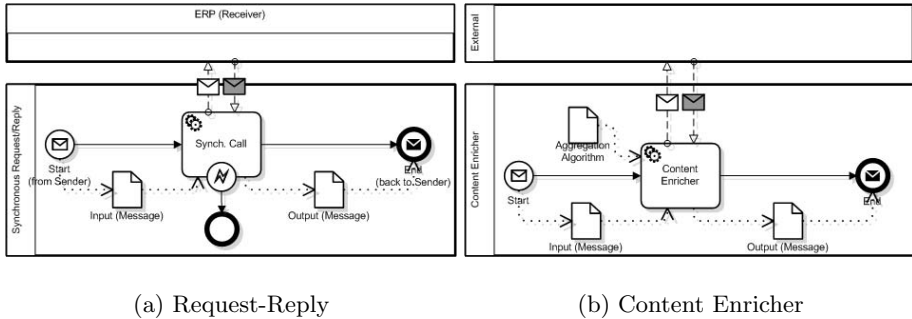 ERP (Receiver)
Synchronous Request/Reply
Synch. Call
Start
(from Sender)
Input (Message)
Output (Message)
End
(back to Sender)
External
Content Enricher
Aggregation
Algorithm
Content
Enricher
Start
Input (Message)
Output (Message)
End
(a) Request-Reply
(b) Content Enricher